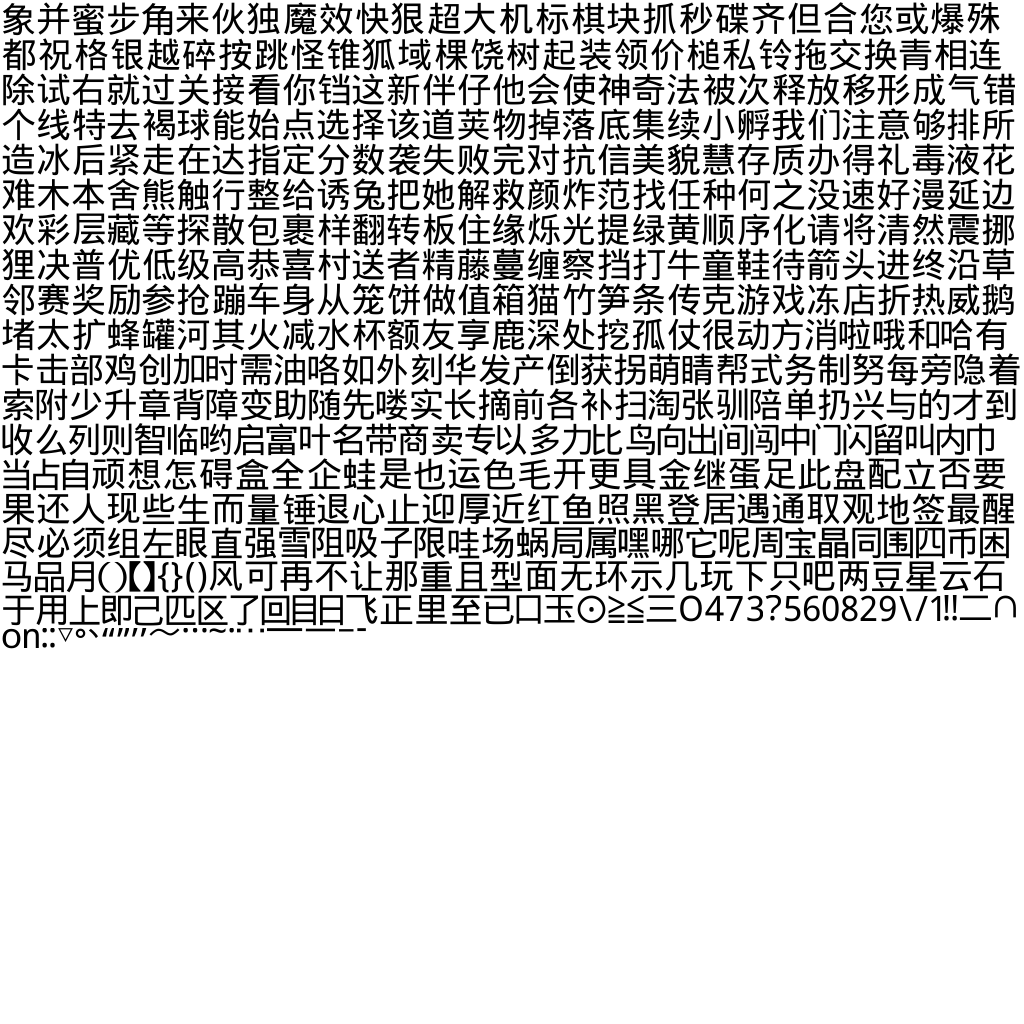 象并蜜步角来伙独魔效快狠超大机标棋块抓秒碟齐但合您或爆殊
都祝格银越碎按跳怪锥狐域棵饶树起装领价槌私铃拖交换青相连
除试右就过关接看你铛这新伴仔他会使神奇法被次释放移形成气错
个线特去褐球能始点选择该道荚物掉落底集续小孵我们注意够排所
造冰后紧走在达指定分数袭失败完对抗信美貌慧存质办得礼毒液花
难木本舍熊触行整给诱兔把她解救颜炸范找任种何之没速好漫延边
欢彩层藏等探散包裹样翻转板住缘烁光提绿黄顺序化请将清然震挪
狸决普优低级高恭喜村送者精藤蔓缠察挡打牛童鞋待箭头进终沿草
邻赛奖励参抢蹦车身从笼饼做值箱猫竹笋条传克游戏冻店折热威鹅
堵太扩蜂罐河其火减水杯额友享鹿深处挖孤仗很动方消啦哦和哈有
卡击部鸡创加时需油咯如外刻华发产倒获拐萌睛帮式务制努每旁隐着
索附少升章背障变助随先喽实长摘前各补扫淘张驯陪单扔兴与的才到
收么列则智临哟启富叶名带商卖专以多力比鸟向出间闯中门闪留叫内巾
当占自顽想怎碍盒全企蛙是也运色毛开更具金继蛋足此盘配立否要
果还人现些生而量锤退心止迎厚近红鱼照黑登居遇通取观地签最醒
尽必须组左眼直强雪阻吸子限哇场蜗局属嘿哪它呢周宝晶同围四币困
马品月（）【】{}()风可再不让那重且型面无环示几玩下只吧两豆星云石
于用上即己匹区了回目日飞正里至已口玉⊙≧≦三O473?560829\/1!!二∩
on::▽°、“”〃～…~¨…一—–-